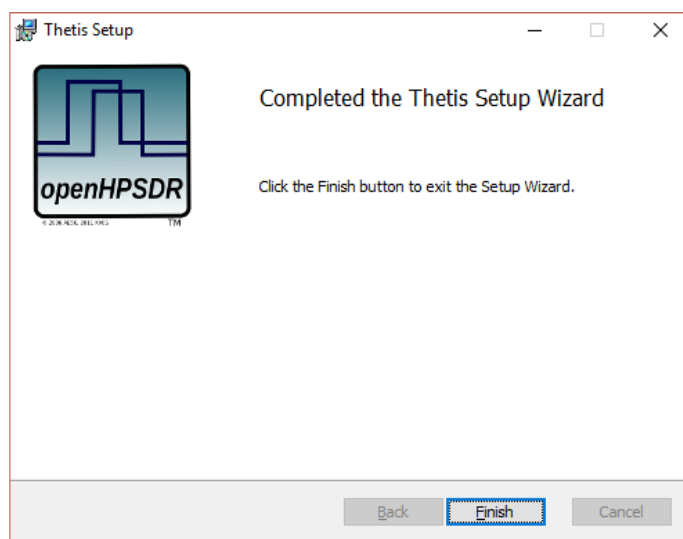 Thetis Setup
Completed the Thetis Setup Wizard
openHPSDR
Click the Finish button to exit the Setup Wizard.
TM
Back
Finish
Cancel